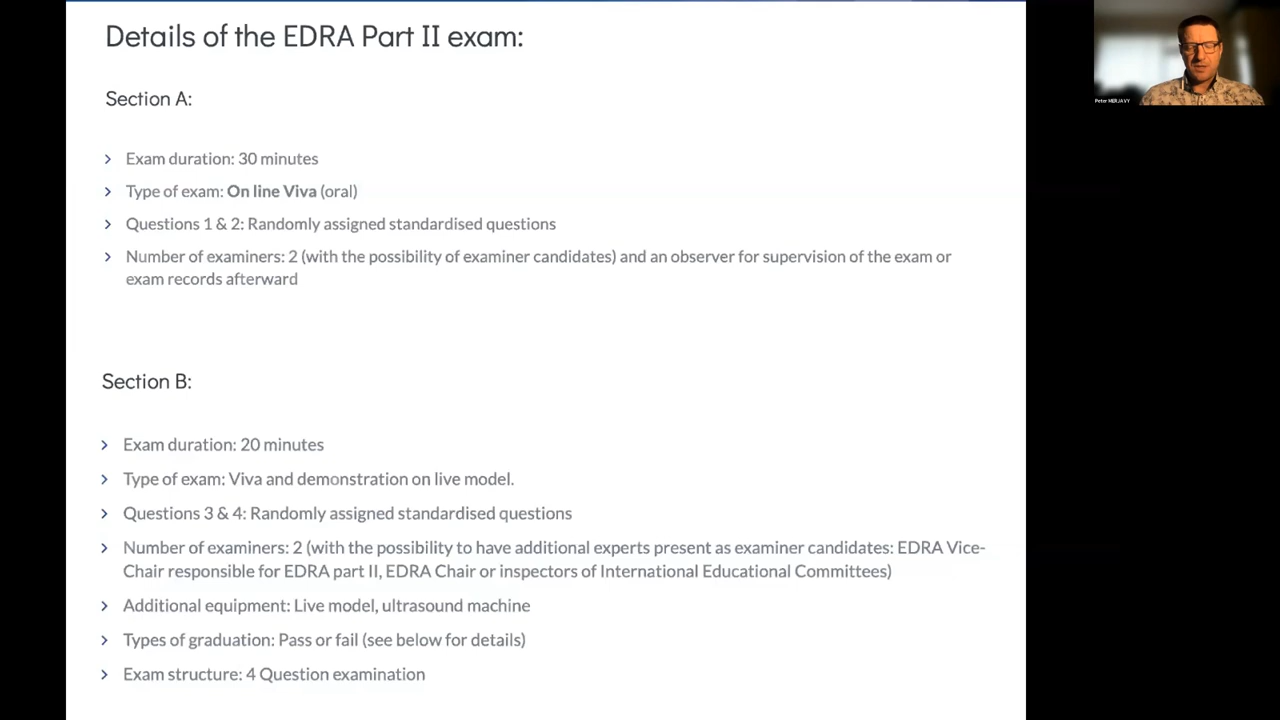 Details of the EDRA Part II exam:
Section A:
Exam duration: 30 minutes
Type of exam: On line Viva (oral)
Questions 1 & 2: Randomly assigned standardised questions
Number of examiners: 2 (with the possibility of examiner candidates) and an observer for supervision of the exam or
exam records afterward
Section B:
Exam duration: 20 minutes
Type of exam: Viva and demonstration on live model.
Questions 3 & 4: Randomly assigned standardised questions
Number of examiners: 2 (with the possibility to have additional experts present as examiner candidates: EDRA Vice-
Chair responsible for EDRA part II, EDRA Chair or inspectors of International Educational Committees)
Additional equipment: Live model, ultrasound machine
Types of graduation: Pass or fail (see below for details)
Exam structure: 4 Question examination
Peter MERJAVY